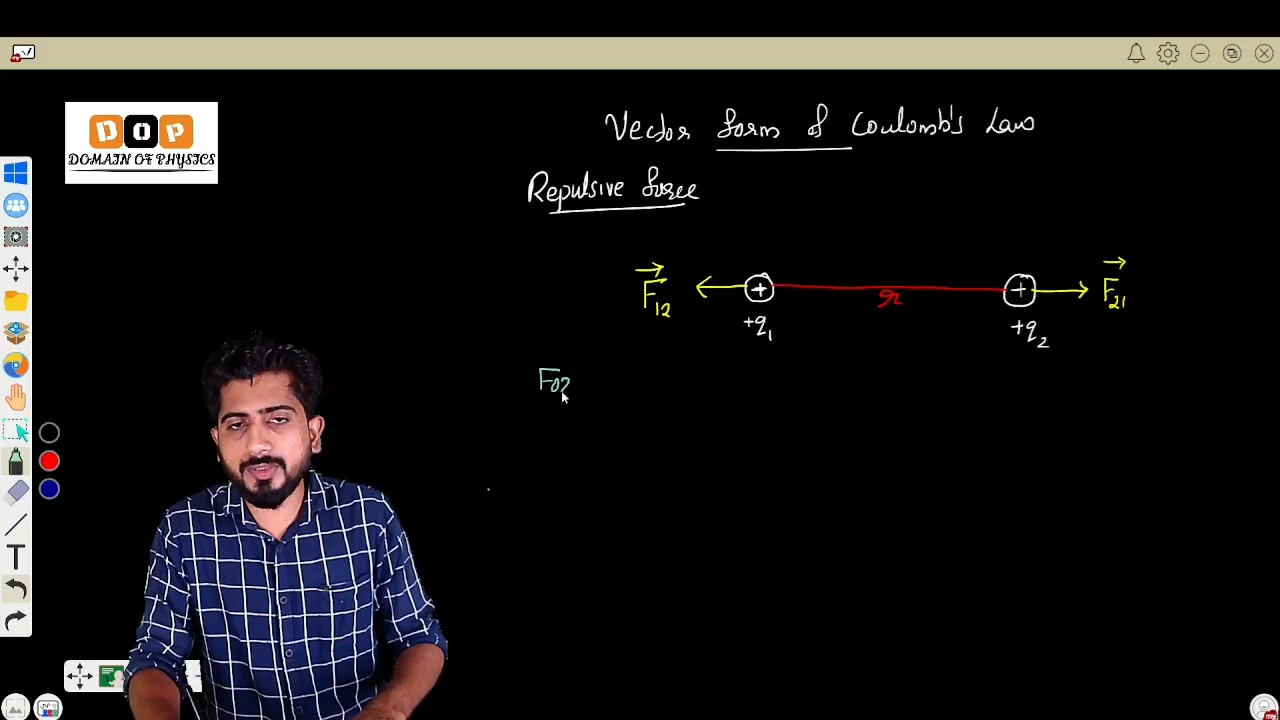 DOP
DOMAIN OF PHYSICS
Vector form of Coulomb's Law
Repulsive force
F₁₂
r
F₂₁
+
+
+q₁
+q₂
For
T